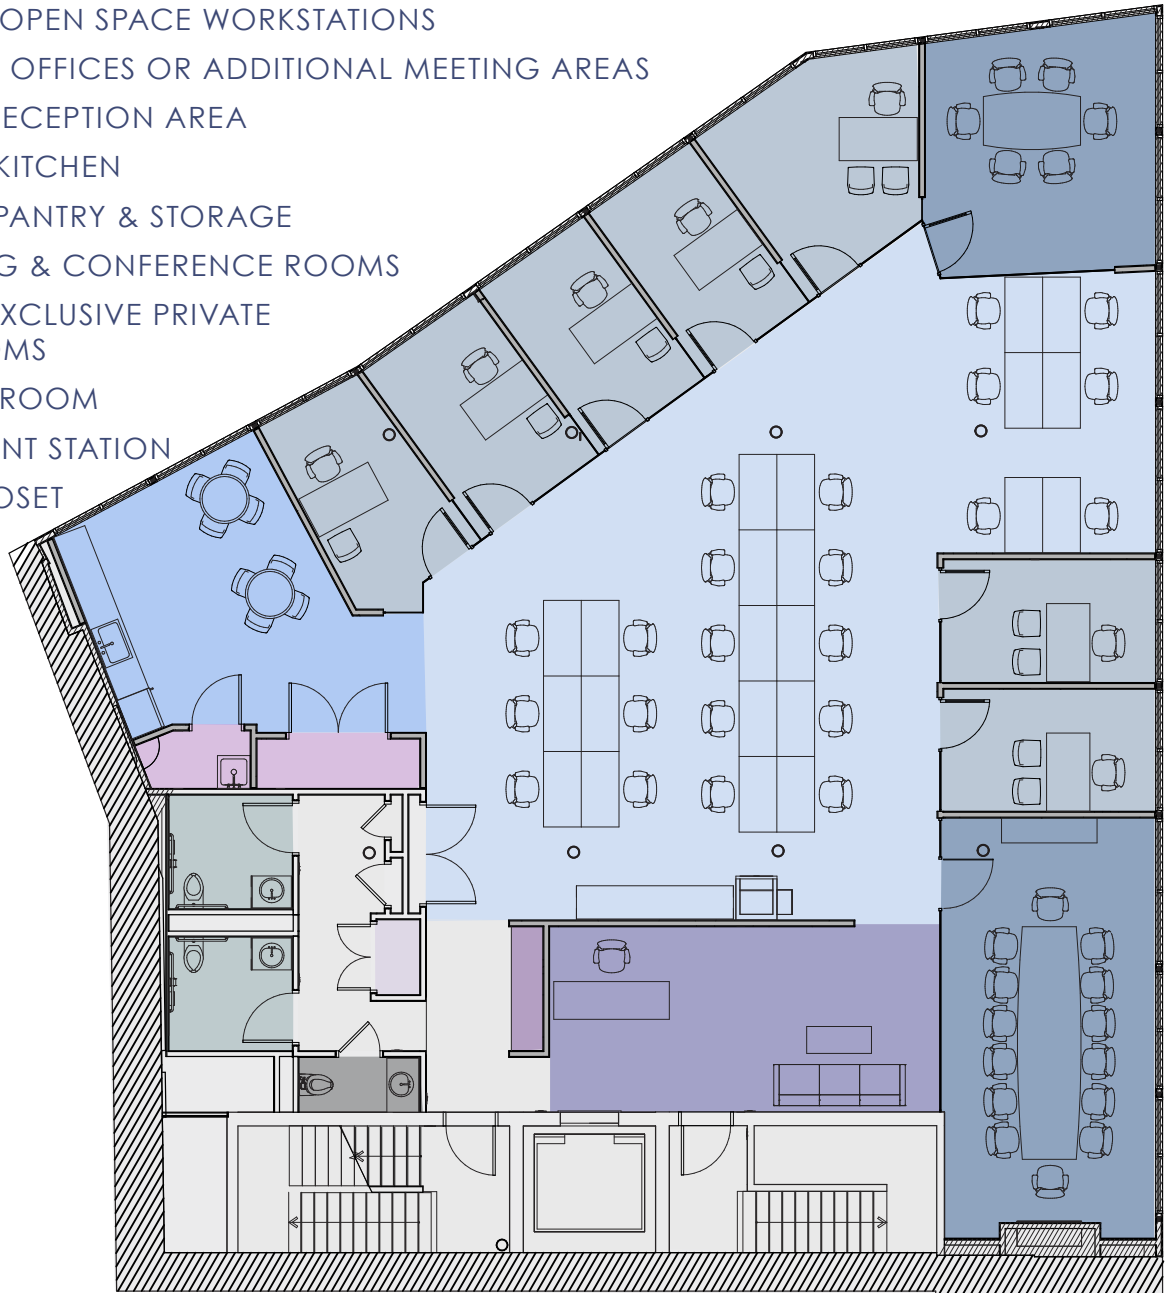 OPEN SPACE WORKSTATIONS
OFFICES OR ADDITIONAL MEETING AREAS
ECEPTION AREA
KITCHEN
PANTRY & STORAGE
G & CONFERENCE ROOMS
XCLUSIVE PRIVATE
OMS
ROOM
NT STATION
OSET